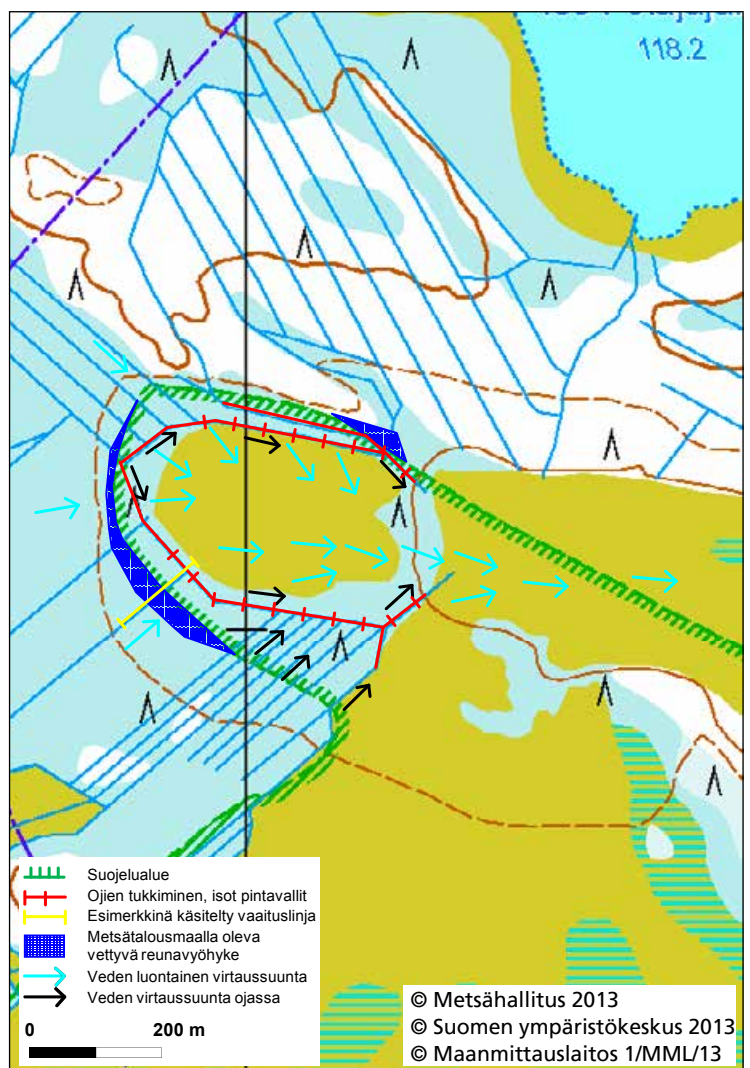 118.2
Suojelualue
Ojien tukkiminen, isot pintavallit
Esimerkkinä käsitelty vaaituslinja
Metsätalousmaalla oleva
vettyvä reunavyöhyke
Veden luontainen virtaussuunta
Veden virtaussuunta ojassa
0 200 m
© Metsähallitus 2013
© Suomen ympäristökeskus 2013
© Maanmittauslaitos 1/MML/13